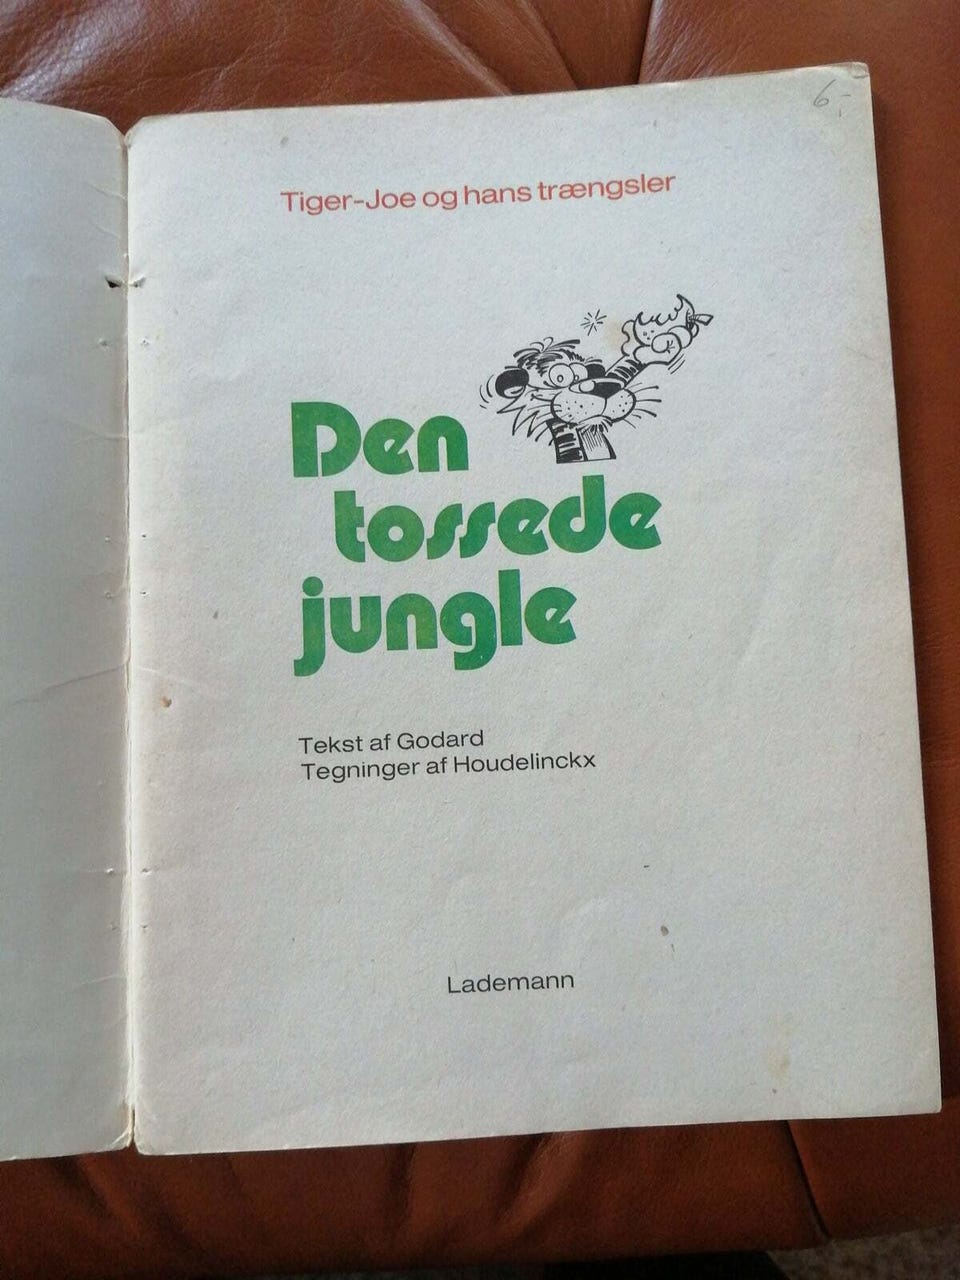 6,-
Tiger-Joe og hans trængsler
Den
tossede
jungle
Tekst af Godard
Tegninger af Houdelinckx
Lademann